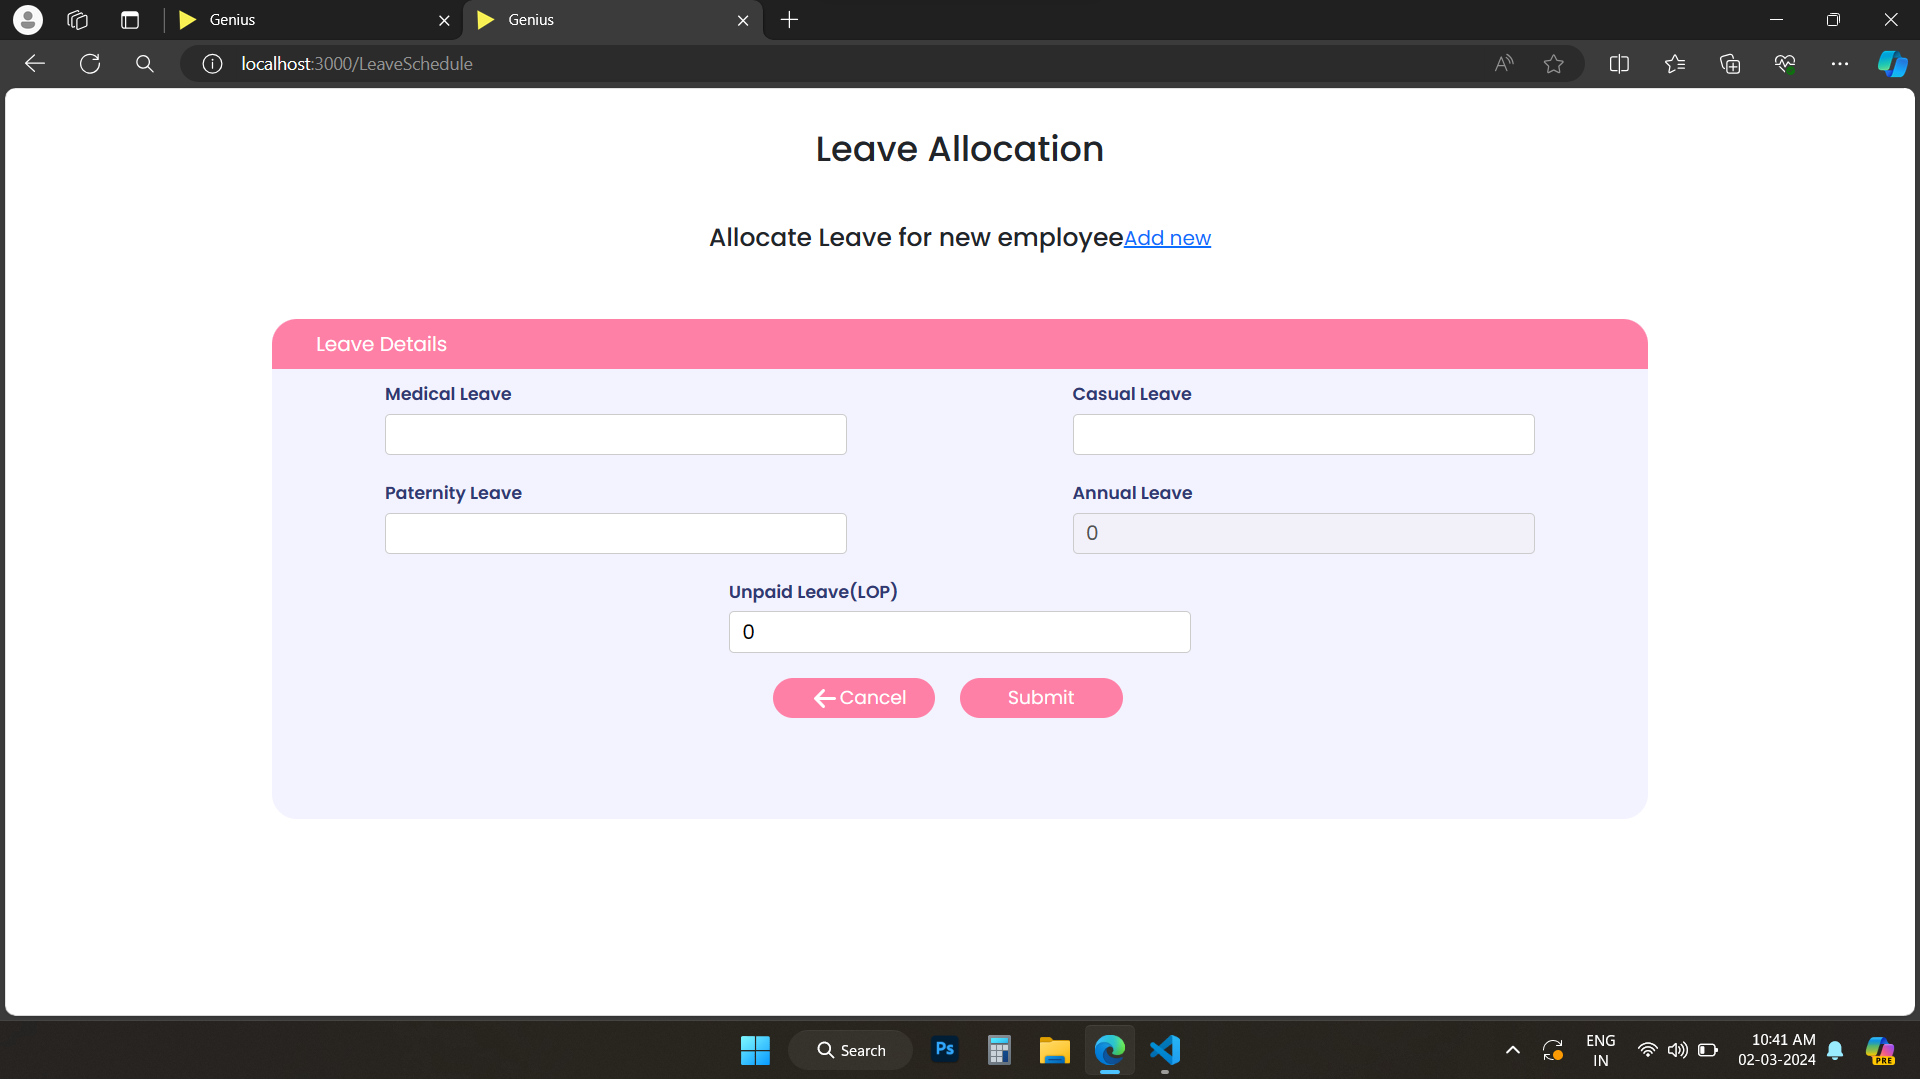 Genius
Genius
localhost:3000/LeaveSchedule
Leave Allocation
Allocate Leave for new employeeAdd new
Leave Details
Medical Leave
Casual Leave
Paternity Leave
Annual Leave
0
Unpaid Leave(LOP)
0
Cancel
Submit
Search
Ps
ENG
IN
10:41 AM
02-03-2024
PRE